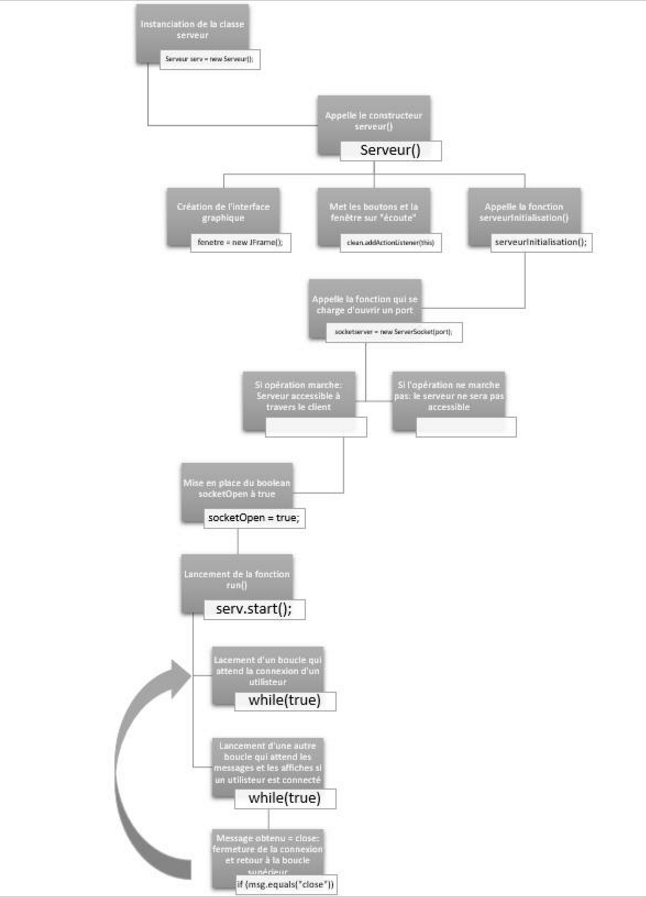 Instanciation de la classe
serveur
Serveur serv = new Serveur();
Appelle le constructeur
serveur()
Serveur()
Création de l'interface
graphique
fenetre = new JFrame();
Met les boutons et la
fenêtre sur "écoute"
clean.addActionListener(this)
Appelle la fonction
serveurInitialisation()
serveurInitialisation();
Appelle la fonction qui se
charge d'ouvrir un port
socketserver = new ServerSocket(port);
Si opération marche:
Serveur accessible à
travers le client
Si l'opération ne marche
pas: le serveur ne sera pas
accessible
Mise en place du boolean
socketOpen à true
socketOpen = true;
Lancement de la fonction
run()
serv.start();
Lacement d'un boucle qui
attend la connexion d'un
utilisteur
while(true)
Lancement d'une autre
boucle qui attend les
messages et les affiches si
un utilisteur est connecté
while(true)
Message obtenu = close:
fermeture de la connexion
et retour à la boucle
supérieur
if (msg.equals("close"))